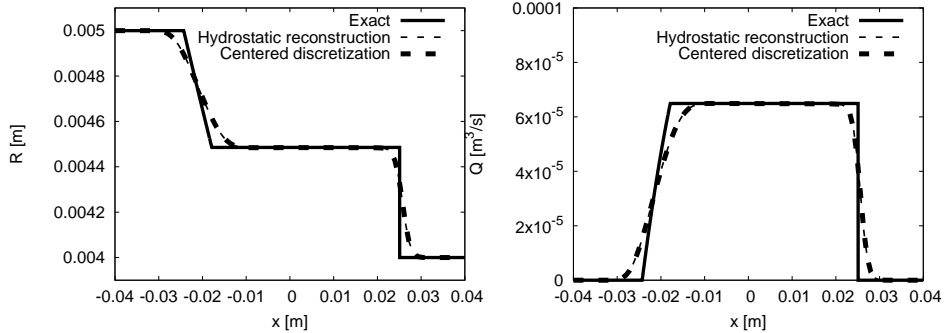 Exact
Hydrostatic reconstruction
Centered discretization
R [m]
0.005
0.0048
0.0046
0.0044
0.0042
0.004
-0.04 -0.03 -0.02 -0.01 0 0.01 0.02 0.03 0.04
x [m]
Exact
Hydrostatic reconstruction
Centered discretization
Q [m³/s]
0.0001
8x10⁻⁵
6x10⁻⁵
4x10⁻⁵
2x10⁻⁵
0
-0.04 -0.03 -0.02 -0.01 0 0.01 0.02 0.03 0.04
x [m]